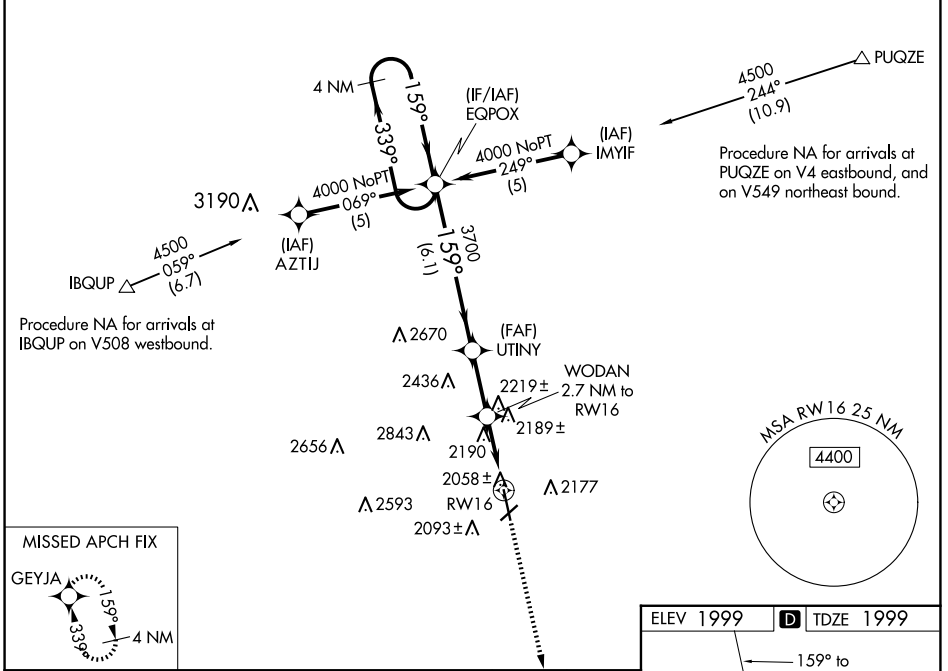 PUQZE
4500
244°
(10.9)
4 NM
159°
339°
(IF/IAF)
EQPOX
(IAF)
IMYIF
4000 NoPT
249°
(5)
Procedure NA for arrivals at
PUQZE on V4 eastbound, and
on V549 northeast bound.
3190
4000 NoPT
069°
(5)
(IAF)
AZTIJ
4500
059°
(6.7)
IBQUP
Procedure NA for arrivals at
IBQUP on V508 westbound.
3700
159°
(6.1)
2670
(FAF)
UTINY
2436
2219±
WODAN
2.7 NM to
RW16
2189±
2843
2656
2190
2058±
RW16
2177
2593
2093±
MSA RW16 25 NM
4400
MISSED APCH FIX
GEYJA
159°
339°
4 NM
ELEV 1999 D TDZE 1999
159° to